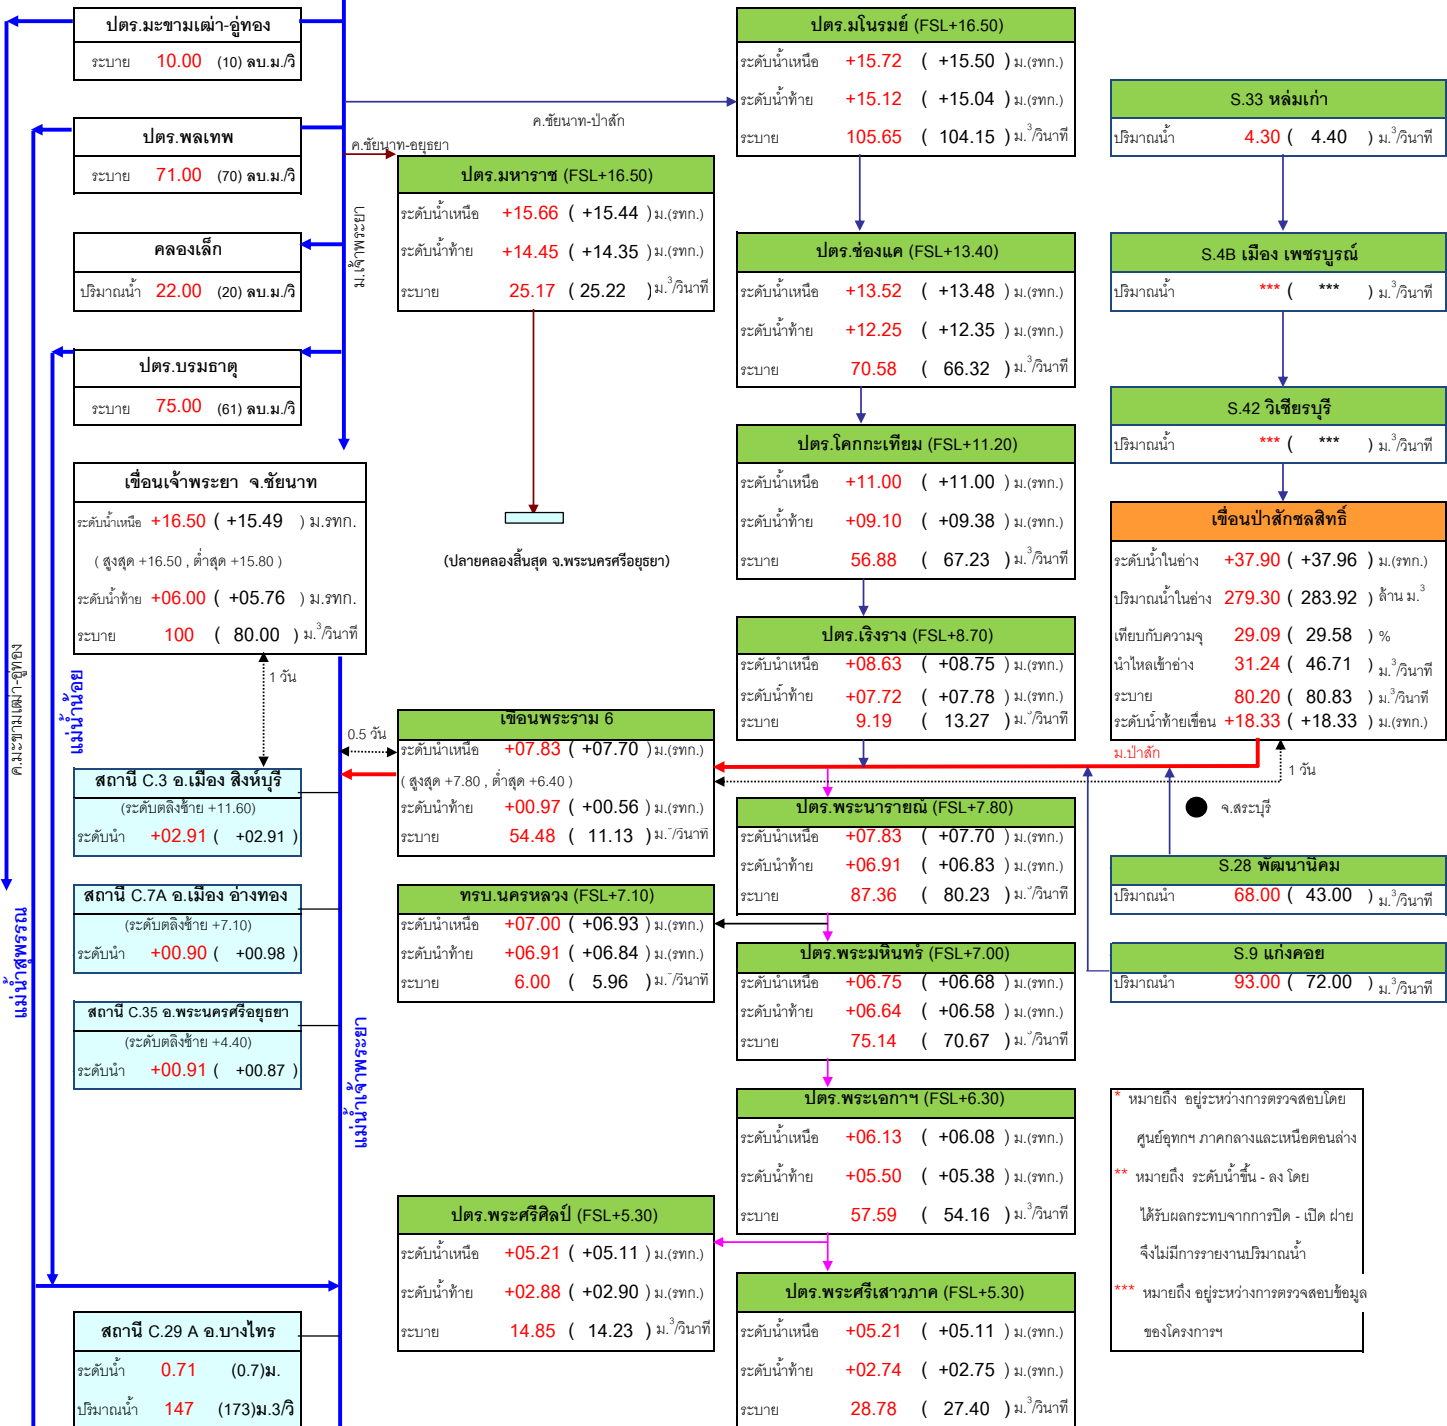 ปตร.มะขามเฒ่า-อู่ทอง
ระบาย 10.00 (10) ลบ.ม./วิ
ปตร.พลเทพ
ระบาย 71.00 (70) ลบ.ม./วิ
คลองเล็ก
ปริมาณน้ำ 22.00 (20) ลบ.ม./วิ
ปตร.บรมธาตุ
ระบาย 75.00 (61) ลบ.ม./วิ
เขื่อนเจ้าพระยา จ.ชัยนาท
ระดับน้ำเหนือ +16.50 ( +15.49 ) ม.รทก.
( สูงสุด +16.50 , ต่ำสุด +15.80 )
ระดับน้ำท้าย +06.00 ( +05.76 ) ม.รทก.
ระบาย 100 ( 80.00 ) ม.3/วินาที
1 วัน
สถานี C.3 อ.เมือง สิงห์บุรี
(ระดับตลิ่งซ้าย +11.60)
ระดับน้ำ +02.91 ( +02.91 )
สถานี C.7A อ.เมือง อ่างทอง
(ระดับตลิ่งซ้าย +7.10)
ระดับน้ำ +00.90 ( +00.98 )
สถานี C.35 อ.พระนครศรีอยุธยา
(ระดับตลิ่งซ้าย +4.40)
ระดับน้ำ +00.91 ( +00.87 )
สถานี C.29 A อ.บางไทร
ระดับน้ำ 0.71 (0.7)ม.
ปริมาณน้ำ 147 (173)ม.3/วิ
ค.มะขามเฒ่า-อู่ทอง
แม่น้ำสุพรรณ
แม่น้ำน้อย
ม.เจ้าพระยา
แม่น้ำเจ้าพระยา
ค.ชัยนาท-ป่าสัก
ค.ชัยนาท-อยุธยา
ปตร.มหาราช (FSL+16.50)
ระดับน้ำเหนือ +15.66 ( +15.44 ) ม.(รทก.)
ระดับน้ำท้าย +14.45 ( +14.35 ) ม.(รทก.)
ระบาย 25.17 ( 25.22 ) ม.3/วินาที
(ปลายคลองสิ้นสุด จ.พระนครศรีอยุธยา)
0.5 วัน
เขื่อนพระราม 6
ระดับน้ำเหนือ +07.83 ( +07.70 ) ม.(รทก.)
( สูงสุด +7.80 , ต่ำสุด +6.40 )
ระดับน้ำท้าย +00.97 ( +00.56 ) ม.(รทก.)
ระบาย 54.48 ( 11.13 ) ม.3/วินาที
ทรบ.นครหลวง (FSL+7.10)
ระดับน้ำเหนือ +07.00 ( +06.93 ) ม.(รทก.)
ระดับน้ำท้าย +06.91 ( +06.84 ) ม.(รทก.)
ระบาย 6.00 ( 5.96 ) ม.3/วินาที
ปตร.พระศรีศิลป์ (FSL+5.30)
ระดับน้ำเหนือ +05.21 ( +05.11 ) ม.(รทก.)
ระดับน้ำท้าย +02.88 ( +02.90 ) ม.(รทก.)
ระบาย 14.85 ( 14.23 ) ม.3/วินาที
ปตร.มโนรมย์ (FSL+16.50)
ระดับน้ำเหนือ +15.72 ( +15.50 ) ม.(รทก.)
ระดับน้ำท้าย +15.12 ( +15.04 ) ม.(รทก.)
ระบาย 105.65 ( 104.15 ) ม.3/วินาที
ปตร.ช่องแค (FSL+13.40)
ระดับน้ำเหนือ +13.52 ( +13.48 ) ม.(รทก.)
ระดับน้ำท้าย +12.25 ( +12.35 ) ม.(รทก.)
ระบาย 70.58 ( 66.32 ) ม.3/วินาที
ปตร.โคกกะเทียม (FSL+11.20)
ระดับน้ำเหนือ +11.00 ( +11.00 ) ม.(รทก.)
ระดับน้ำท้าย +09.10 ( +09.38 ) ม.(รทก.)
ระบาย 56.88 ( 67.23 ) ม.3/วินาที
ปตร.เริงราง (FSL+8.70)
ระดับน้ำเหนือ +08.63 ( +08.75 ) ม.(รทก.)
ระดับน้ำท้าย +07.72 ( +07.78 ) ม.(รทก.)
ระบาย 9.19 ( 13.27 ) ม.3/วินาที
ปตร.พระนารายณ์ (FSL+7.80)
ระดับน้ำเหนือ +07.83 ( +07.70 ) ม.(รทก.)
ระดับน้ำท้าย +06.91 ( +06.83 ) ม.(รทก.)
ระบาย 87.36 ( 80.23 ) ม.3/วินาที
ปตร.พระมหินทร์ (FSL+7.00)
ระดับน้ำเหนือ +06.75 ( +06.68 ) ม.(รทก.)
ระดับน้ำท้าย +06.64 ( +06.58 ) ม.(รทก.)
ระบาย 75.14 ( 70.67 ) ม.3/วินาที
ปตร.พระเอกาฯ (FSL+6.30)
ระดับน้ำเหนือ +06.13 ( +06.08 ) ม.(รทก.)
ระดับน้ำท้าย +05.50 ( +05.38 ) ม.(รทก.)
ระบาย 57.59 ( 54.16 ) ม.3/วินาที
ปตร.พระศรีเสาวภาค (FSL+5.30)
ระดับน้ำเหนือ +05.21 ( +05.11 ) ม.(รทก.)
ระดับน้ำท้าย +02.74 ( +02.75 ) ม.(รทก.)
ระบาย 28.78 ( 27.40 ) ม.3/วินาที
S.33 หล่มเก่า
ปริมาณน้ำ 4.30 ( 4.40 ) ม.3/วินาที
S.4B เมือง เพชรบูรณ์
ปริมาณน้ำ *** ( *** ) ม.3/วินาที
S.42 วิเชียรบุรี
ปริมาณน้ำ *** ( *** ) ม.3/วินาที
เขื่อนป่าสักชลสิทธิ์
ระดับน้ำในอ่าง +37.90 ( +37.96 ) ม.(รทก.)
ปริมาณน้ำในอ่าง 279.30 ( 283.92 ) ล้าน ม.3
เทียบกับความจุ 29.09 ( 29.58 ) %
น้ำไหลเข้าอ่าง 31.24 ( 46.71 ) ม.3/วินาที
ระบาย 80.20 ( 80.83 ) ม.3/วินาที
ระดับน้ำท้ายเขื่อน +18.33 ( +18.33 ) ม.(รทก.)
ม.ป่าสัก
1 วัน
จ.สระบุรี
S.28 พัฒนานิคม
ปริมาณน้ำ 68.00 ( 43.00 ) ม.3/วินาที
S.9 แก่งคอย
ปริมาณน้ำ 93.00 ( 72.00 ) ม.3/วินาที
* หมายถึง อยู่ระหว่างการตรวจสอบโดย
ศูนย์อุทกฯ ภาคกลางและเหนือตอนล่าง
** หมายถึง ระดับน้ำขึ้น - ลง โดย
ได้รับผลกระทบจากการปิด - เปิด ฝาย
จึงไม่มีการรายงานปริมาณน้ำ
*** หมายถึง อยู่ระหว่างการตรวจสอบข้อมูล
ของโครงการฯ